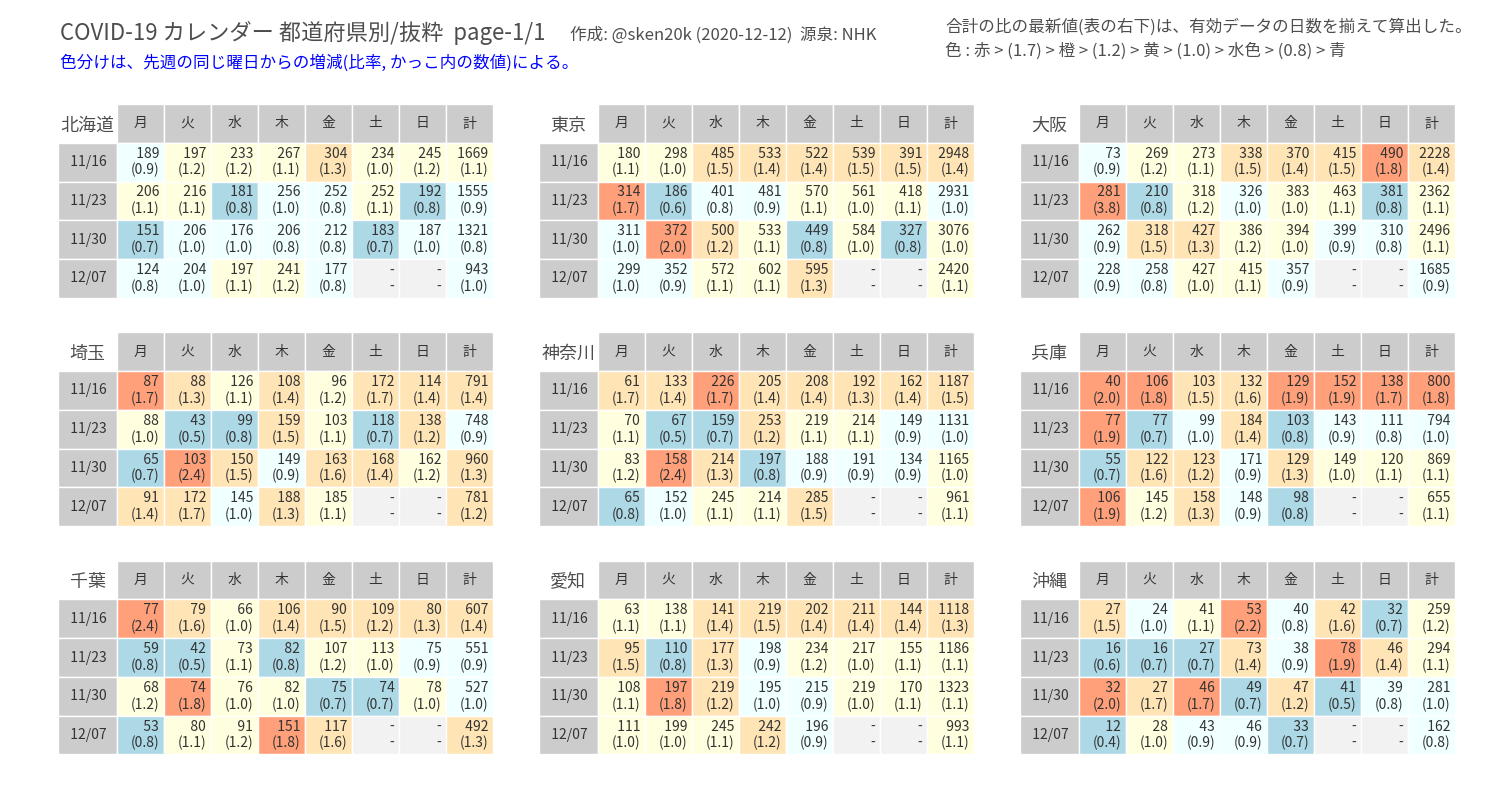 COVID-19 カレンダー 都道府県別/抜粋 page-1/1 作成: @sken20k (2020-12-12) 源泉: NHK
色分けは、先週の同じ曜日からの増減(比率, かっこ内の数値)による。
合計の比の最新値(表の右下)は、有効データの日数を揃えて算出した。
色 : 赤 > (1.7) > 橙 > (1.2) > 黄 > (1.0) > 水色 > (0.8) > 青
北海道 月 火 水 木 金 土 日 計
11/16 189 197 233 267 304 234 245 1669
(0.9) (1.2) (1.2) (1.1) (1.3) (1.0) (1.2) (1.1)
11/23 206 216 181 256 252 252 192 1555
(1.1) (1.1) (0.8) (1.0) (0.8) (1.1) (0.8) (0.9)
11/30 151 206 176 206 212 183 187 1321
(0.7) (1.0) (1.0) (0.8) (0.8) (0.7) (1.0) (0.8)
12/07 124 204 197 241 177 - - 943
(0.8) (1.0) (1.1) (1.2) (0.8) - - (1.0)
東京 月 火 水 木 金 土 日 計
11/16 180 298 485 533 522 539 391 2948
(1.1) (1.0) (1.5) (1.4) (1.4) (1.5) (1.5) (1.4)
11/23 314 186 401 481 570 561 418 2931
(1.7) (0.6) (0.8) (0.9) (1.1) (1.0) (1.1) (1.0)
11/30 311 372 500 533 449 584 327 3076
(1.0) (2.0) (1.2) (1.1) (0.8) (1.0) (0.8) (1.0)
12/07 299 352 572 602 595 - - 2420
(1.0) (0.9) (1.1) (1.1) (1.3) - - (1.1)
大阪 月 火 水 木 金 土 日 計
11/16 73 269 273 338 370 415 490 2228
(0.9) (1.2) (1.1) (1.5) (1.4) (1.5) (1.8) (1.4)
11/23 281 210 318 326 383 463 381 2362
(3.8) (0.8) (1.2) (1.0) (1.0) (1.1) (0.8) (1.1)
11/30 262 318 427 386 394 399 310 2496
(0.9) (1.5) (1.3) (1.2) (1.0) (0.9) (0.8) (1.1)
12/07 228 258 427 415 357 - - 1685
(0.9) (0.8) (1.0) (1.1) (0.9) - - (0.9)
埼玉 月 火 水 木 金 土 日 計
11/16 87 88 126 108 96 172 114 791
(1.7) (1.3) (1.1) (1.4) (1.2) (1.7) (1.4) (1.4)
11/23 88 43 99 159 103 118 138 748
(1.0) (0.5) (0.8) (1.5) (1.1) (0.7) (1.2) (0.9)
11/30 65 103 150 149 163 168 162 960
(0.7) (2.4) (1.5) (0.9) (1.6) (1.4) (1.2) (1.3)
12/07 91 172 145 188 185 - - 781
(1.4) (1.7) (1.0) (1.3) (1.1) - - (1.2)
神奈川 月 火 水 木 金 土 日 計
11/16 61 133 226 205 208 192 162 1187
(1.7) (1.4) (1.7) (1.4) (1.4) (1.3) (1.4) (1.5)
11/23 70 67 159 253 219 214 149 1131
(1.1) (0.5) (0.7) (1.2) (1.1) (1.1) (0.9) (1.0)
11/30 83 158 214 197 188 191 134 1165
(1.2) (2.4) (1.3) (0.8) (0.9) (0.9) (0.9) (1.0)
12/07 65 152 245 214 285 - - 961
(0.8) (1.0) (1.1) (1.1) (1.5) - - (1.1)
兵庫 月 火 水 木 金 土 日 計
11/16 40 106 103 132 129 152 138 800
(2.0) (1.8) (1.5) (1.6) (1.9) (1.9) (1.7) (1.8)
11/23 77 77 99 184 103 143 111 794
(1.9) (0.7) (1.0) (1.4) (0.8) (0.9) (0.8) (1.0)
11/30 55 122 123 171 129 149 120 869
(0.7) (1.6) (1.2) (0.9) (1.3) (1.0) (1.1) (1.1)
12/07 106 145 158 148 98 - - 655
(1.9) (1.2) (1.3) (0.9) (0.8) - - (1.1)
千葉 月 火 水 木 金 土 日 計
11/16 77 79 66 106 90 109 80 607
(2.4) (1.6) (1.0) (1.4) (1.5) (1.2) (1.3) (1.4)
11/23 59 42 73 82 107 113 75 551
(0.8) (0.5) (1.1) (0.8) (1.2) (1.0) (0.9) (0.9)
11/30 68 74 76 82 75 74 78 527
(1.2) (1.8) (1.0) (1.0) (0.7) (0.7) (1.0) (1.0)
12/07 53 80 91 151 117 - - 492
(0.8) (1.1) (1.2) (1.8) (1.6) - - (1.3)
愛知 月 火 水 木 金 土 日 計
11/16 63 138 141 219 202 211 144 1118
(1.1) (1.1) (1.4) (1.5) (1.4) (1.4) (1.4) (1.3)
11/23 95 110 177 198 234 217 155 1186
(1.5) (0.8) (1.3) (0.9) (1.2) (1.0) (1.1) (1.1)
11/30 108 197 219 195 215 219 170 1323
(1.1) (1.8) (1.2) (1.0) (0.9) (1.0) (1.1) (1.1)
12/07 111 199 245 242 196 - - 993
(1.0) (1.0) (1.1) (1.2) (0.9) - - (1.1)
沖縄 月 火 水 木 金 土 日 計
11/16 27 24 41 53 40 42 32 259
(1.5) (1.0) (1.1) (2.2) (0.8) (1.6) (0.7) (1.2)
11/23 16 16 27 73 38 78 46 294
(0.6) (0.7) (0.7) (1.4) (0.9) (1.9) (1.4) (1.1)
11/30 32 27 46 49 47 41 39 281
(2.0) (1.7) (1.7) (0.7) (1.2) (0.5) (0.8) (1.0)
12/07 12 28 43 46 33 - - 162
(0.4) (1.0) (0.9) (0.9) (0.7) - - (0.8)